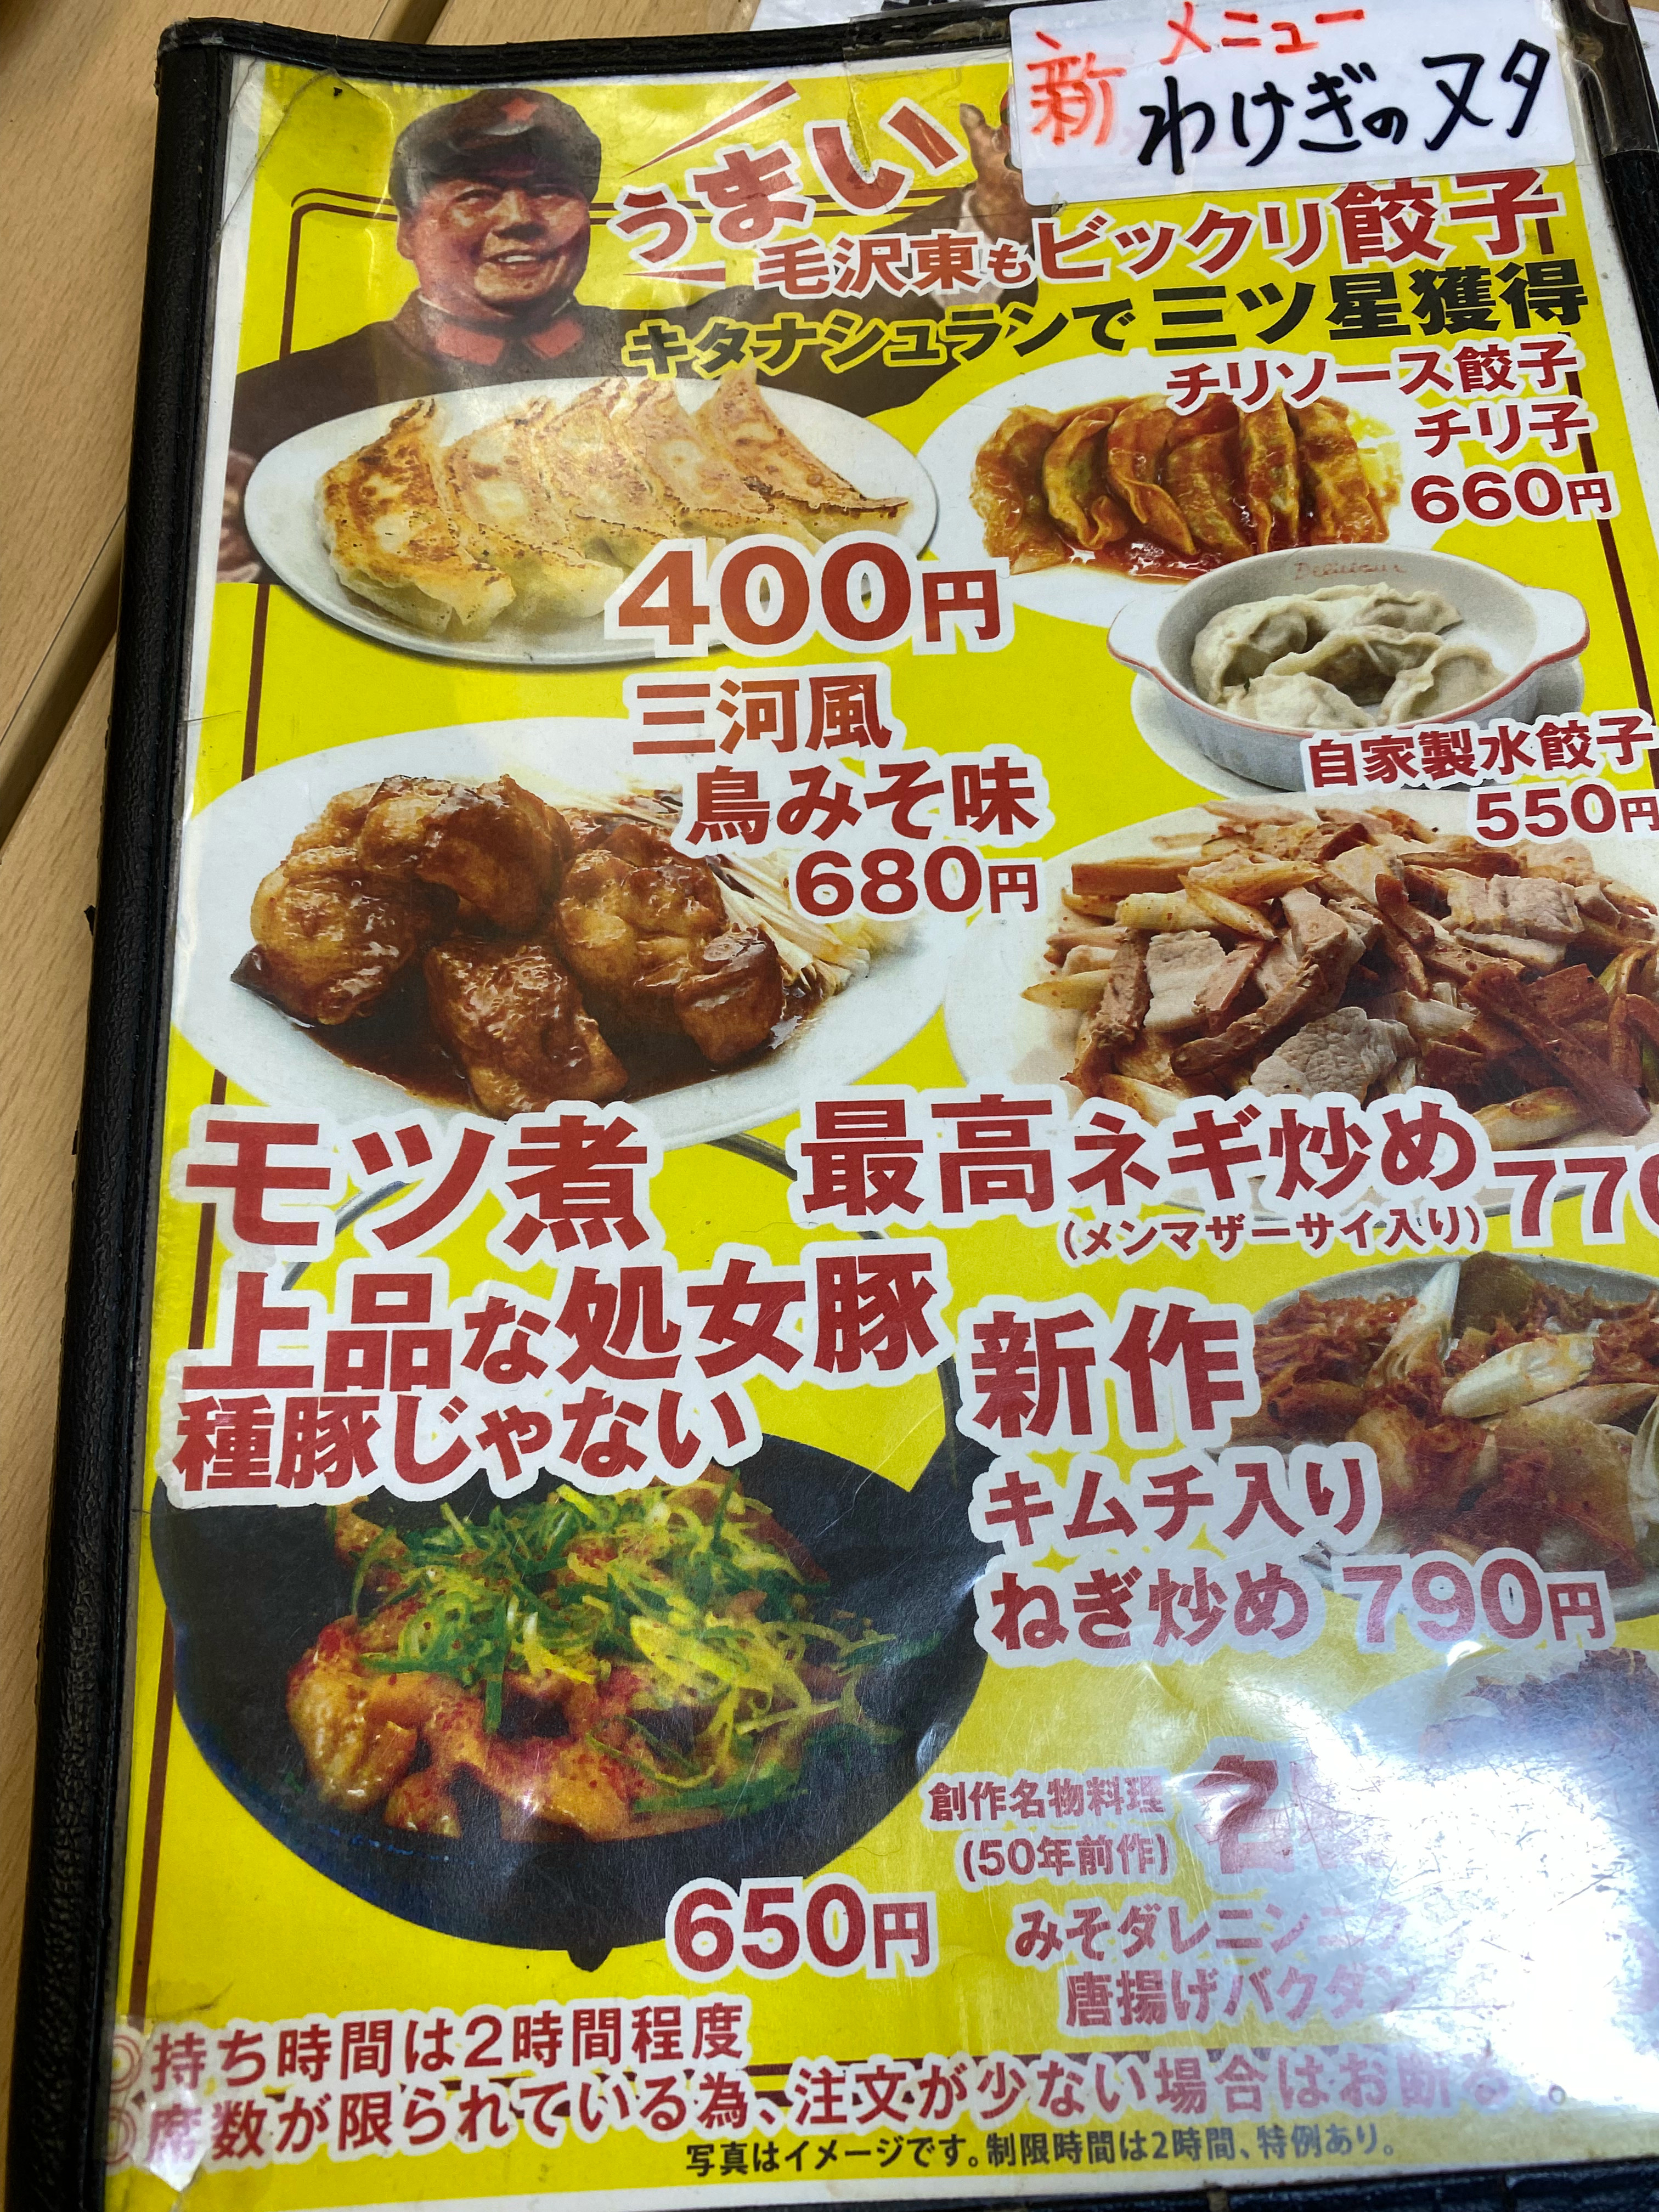 新メニュー
わけぎのヌタ
うまい
毛沢東もビックリ餃子
キタナシュランで三ツ星獲得
400円
チリソース餃子
チリ子
660円
三河風
鳥みそ味
680円
自家製水餃子
550円
モツ煮
上品な処女豚
種豚じゃない
650円
最高ネギ炒め
(メンマザーサイ入り)
新作
キムチ入り
ねぎ炒め 790円
創作名物料理
(50年前作)
みそダレニン
唐揚げバクダン
持ち時間は2時間程度
席数が限られている為、注文が少ない場合はお断
写真はイメージです。制限時間は2時間、特例あり。